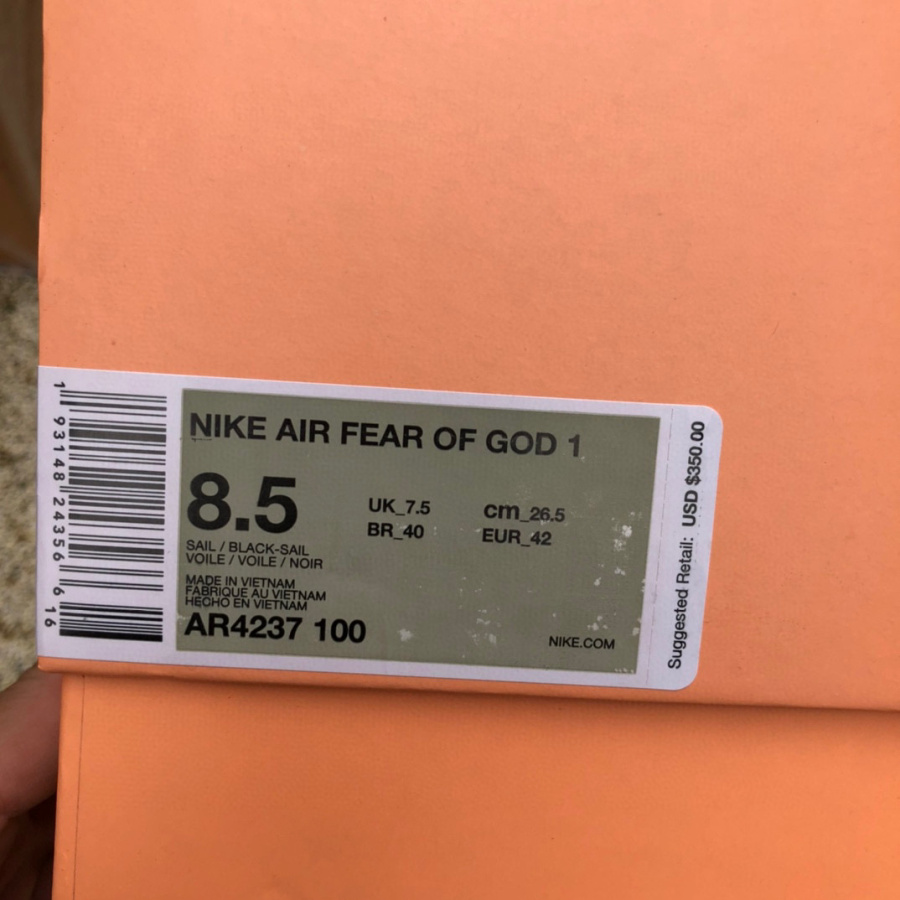 NIKE AIR FEAR OF GOD 1
8.5
UK_7.5 cm_26.5
BR_40 EUR_42
SAIL / BLACK-SAIL
VOILE / VOILE / NOIR
MADE IN VIETNAM
FABRIQUE AU VIETNAM
HECHO EN VIETNAM
AR4237 100
NIKE.COM
Suggested Retail: USD $350.00
1 93148 24356 6 16